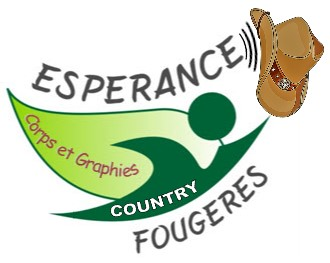 ESPERANCE
Corps et Graphies
COUNTRY
FOUGERES